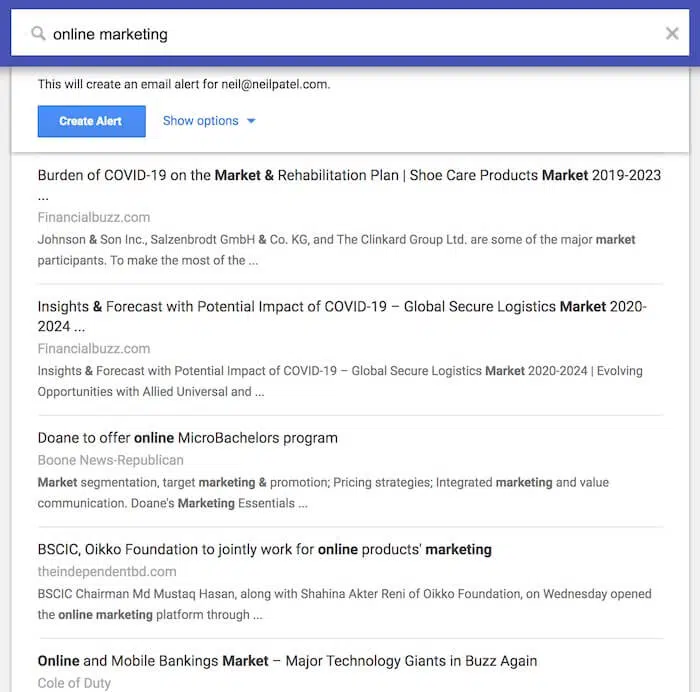 online marketing
This will create an email alert for neil@neilpatel.com.
Create Alert Show options
Burden of COVID-19 on the Market & Rehabilitation Plan | Shoe Care Products Market 2019-2023
...
Financialbuzz.com
Johnson & Son Inc., Salzenbrodt GmbH & Co. KG, and The Clinkard Group Ltd. are some of the major market
participants. To make the most of the ...
Insights & Forecast with Potential Impact of COVID-19 – Global Secure Logistics Market 2020-
2024 ...
Financialbuzz.com
Insights & Forecast with Potential Impact of COVID-19 – Global Secure Logistics Market 2020-2024 | Evolving
Opportunities with Allied Universal and ...
Doane to offer online MicroBachelors program
Boone News-Republican
Market segmentation, target marketing & promotion; Pricing strategies; Integrated marketing and value
communication. Doane's Marketing Essentials ...
BSCIC, Oikko Foundation to jointly work for online products' marketing
theindependentbd.com
BSCIC Chairman Md Mustaq Hasan, along with Shahina Akter Reni of Oikko Foundation, on Wednesday opened
the online marketing platform through ...
Online and Mobile Bankings Market – Major Technology Giants in Buzz Again
Cole of Duty